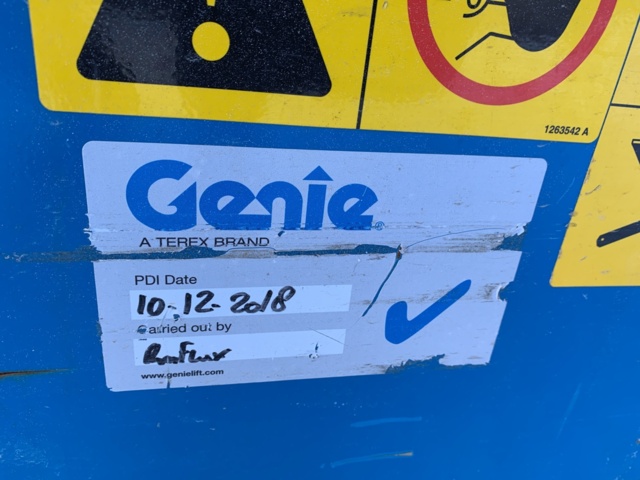 1263542 A
Genie
A TEREX BRAND
PDI Date
10-12-2018
Carried out by
www.genielift.com